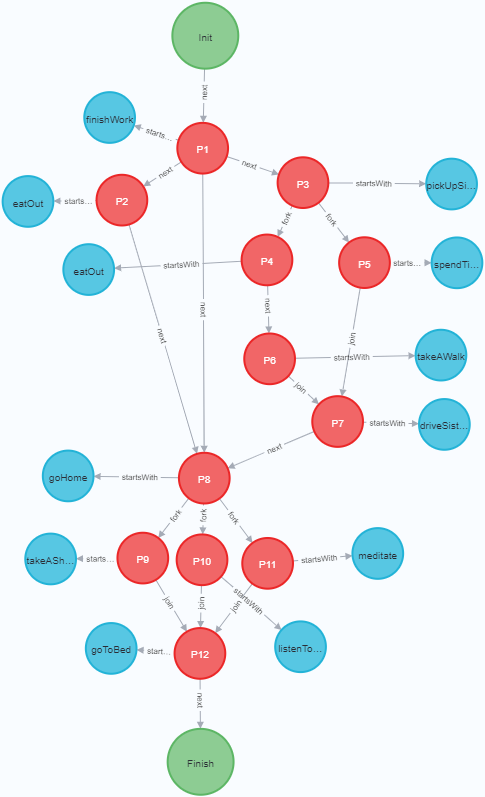 Init
next
finishWork
starts...
P1
next
next
P3
startsWith
pickUpSi...
P2
starts...
eatOut
fork
fork
P4
startsWith
eatOut
P5
starts...
spendTi...
next
next
next
join
P6
startsWith
takeAWalk
join
P7
startsWith
driveSist...
next
goHome
startsWith
P8
fork
fork
fork
takeASh...
starts...
P9
P10
P11
startsWith
meditate
join
join
join
startsWith
goToBed
start...
P12
listenTo...
next
Finish